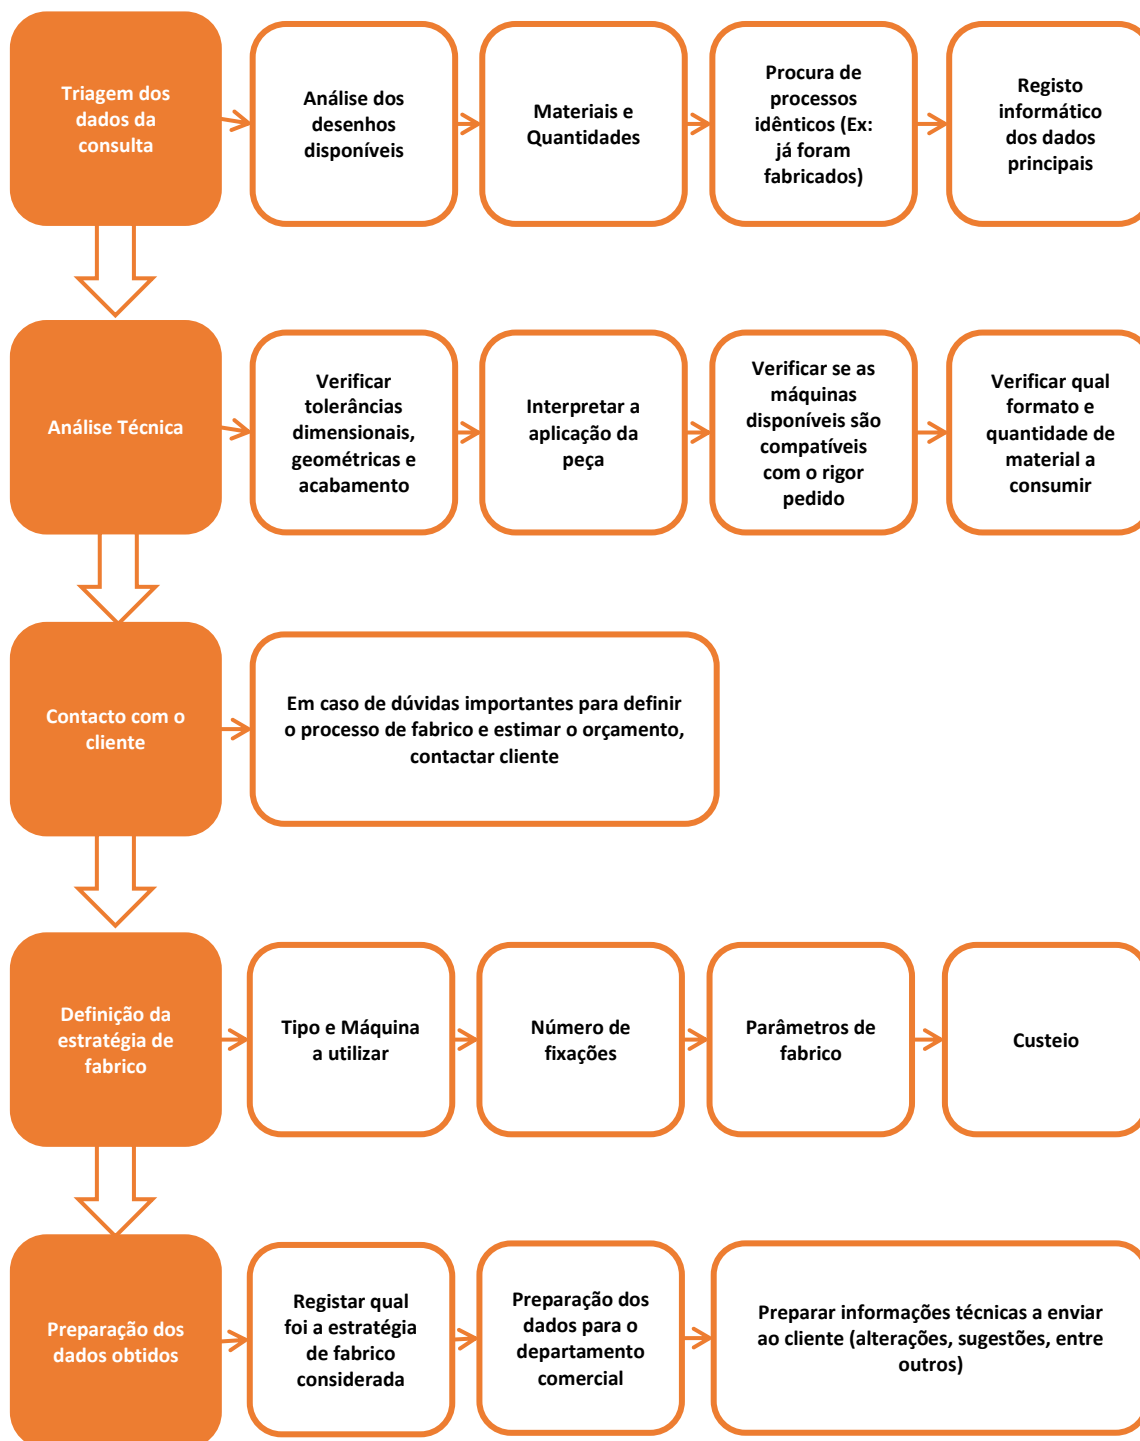 Triagem dos
dados da
consulta
Análise dos
desenhos
disponíveis
Materiais e
Quantidades
Procura de
processos
idênticos (Ex:
já foram
fabricados)
Registo
informático
dos dados
principais
Análise Técnica
Verificar
tolerâncias
dimensionais,
geométricas e
acabamento
Interpretar a
aplicação da
peça
Verificar se as
máquinas
disponíveis são
compatíveis
com o rigor
pedido
Verificar qual
formato e
quantidade de
material a
consumir
Contacto com o
cliente
Em caso de dúvidas importantes para definir
o processo de fabrico e estimar o orçamento,
contactar cliente
Definição da
estratégia de
fabrico
Tipo e Máquina
a utilizar
Número de
fixações
Parâmetros de
fabrico
Custeio
Preparação dos
dados obtidos
Registar qual
foi a estratégia
de fabrico
considerada
Preparação dos
dados para o
departamento
comercial
Preparar informações técnicas a enviar
ao cliente (alterações, sugestões, entre
outros)